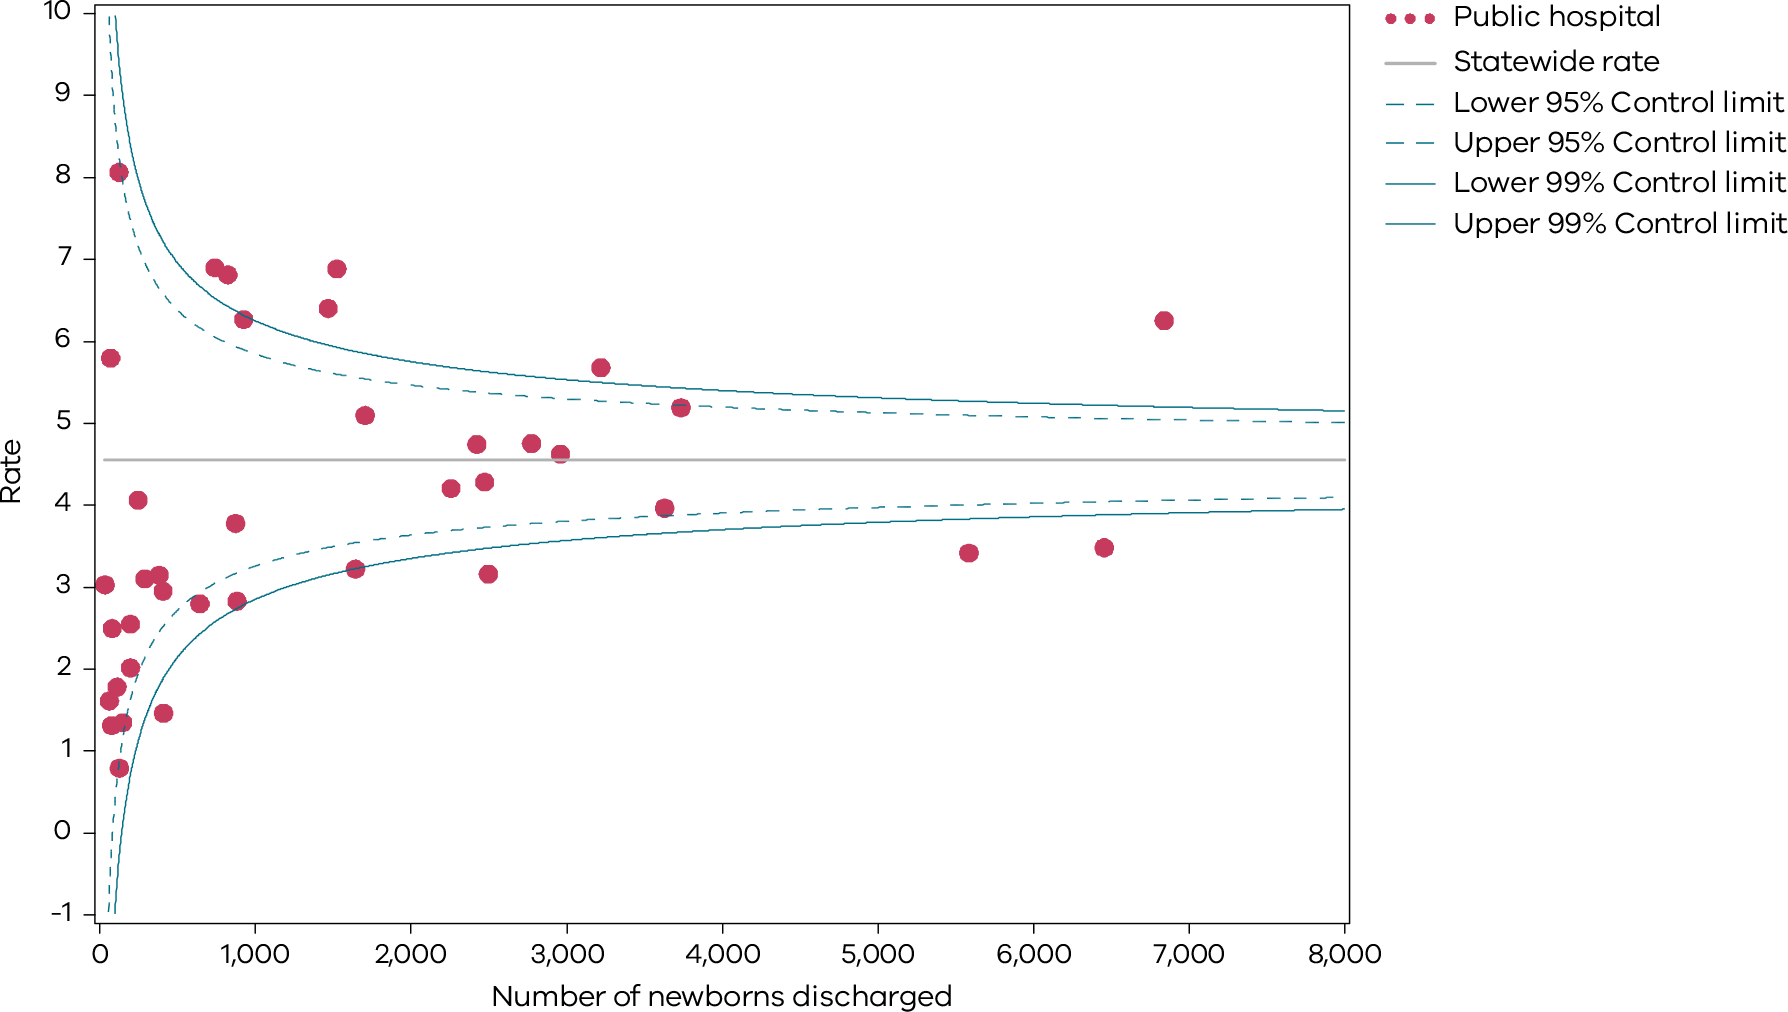 10
9
8
7
6
5
4
3
2
1
0
-1
Rate
0 1,000 2,000 3,000 4,000 5,000 6,000 7,000 8,000
Number of newborns discharged
Public hospital
Statewide rate
Lower 95% Control limit
Upper 95% Control limit
Lower 99% Control limit
Upper 99% Control limit